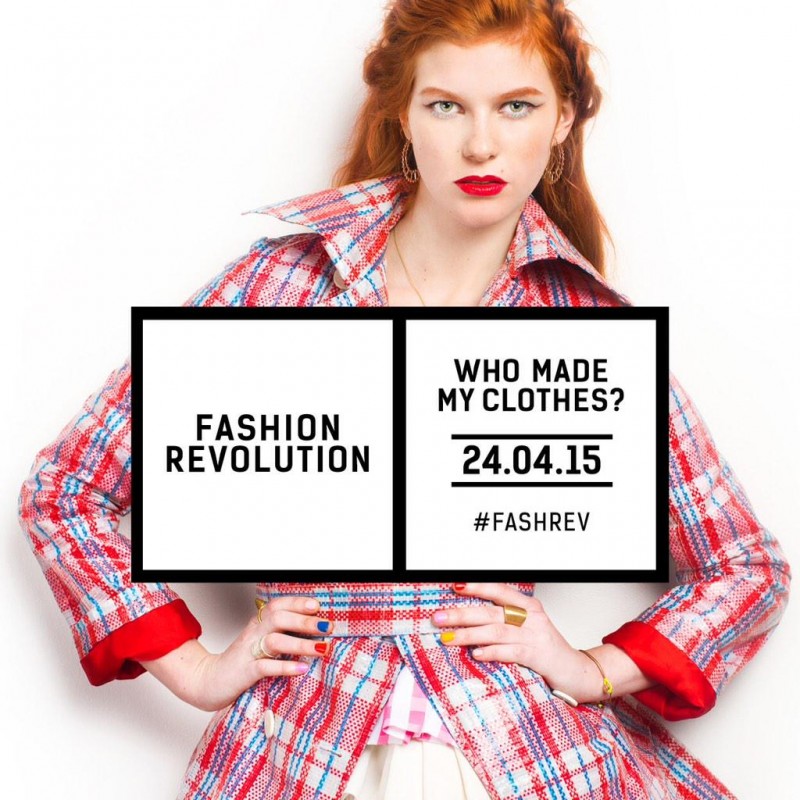 FASHION
REVOLUTION
WHO MADE
MY CLOTHES?
24.04.15
#FASHREV